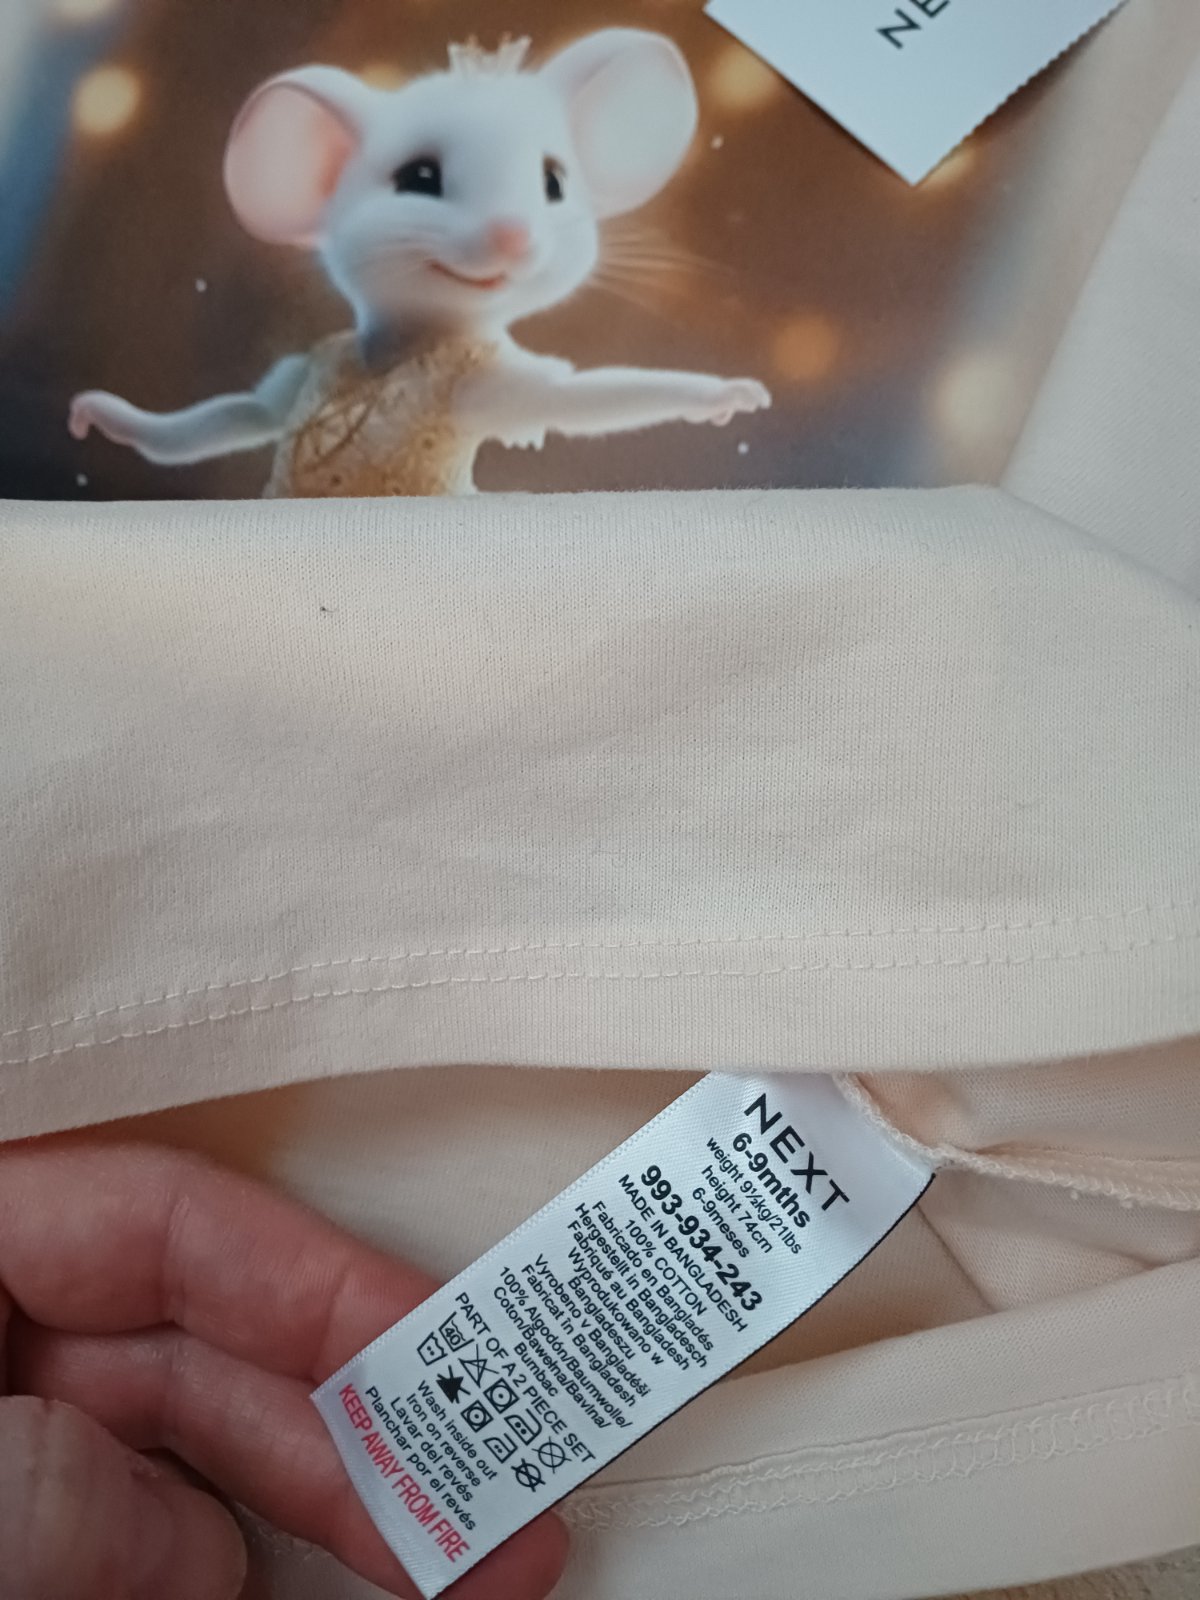 NE
NEXT
6-9mths
weight 9½kg/21lbs
height 74cm
6-9meses
993-934-243
MADE IN BANGLADESH
100% COTTON
Fabricado en Bangladés
Hergestellt in Bangladesch
Fabriqué au Bangladesh
Wyprodukowano w
Bangladeszu
Vyrobeno v Bangladéši
Fabricat în Bangladesh
100% Algodón/Baumwolle/
Coton/Bawełna/Bavlna/
Bumbac
PART OF A 2 PIECE SET
40
Wash inside out
Iron on reverse
Lavar del revés
Planchar por el revés
KEEP AWAY FROM FIRE